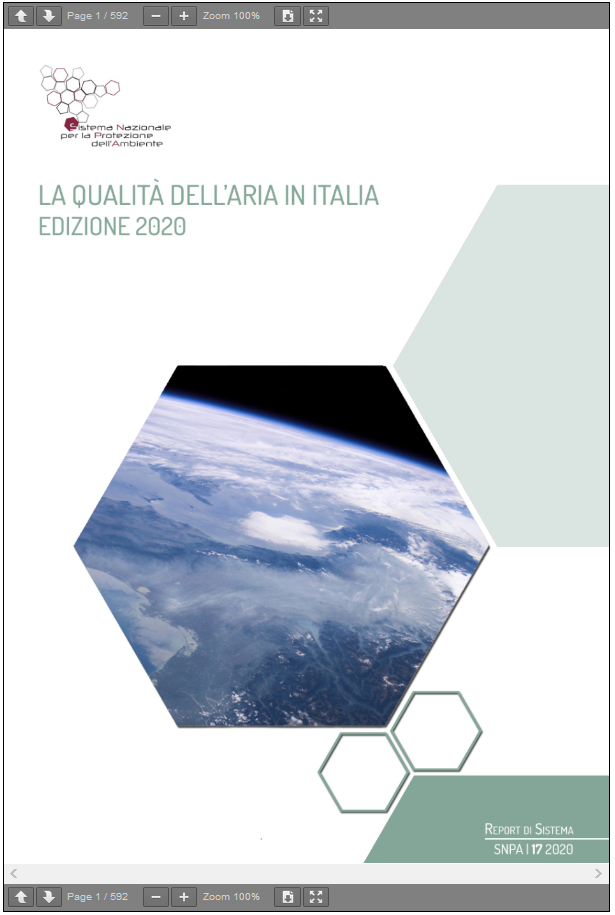 Page 1 / 592 Zoom 100%
Sistema Nazionale
per la Protezione
dell'Ambiente
LA QUALITÀ DELL'ARIA IN ITALIA
EDIZIONE 2020
REPORT DI SISTEMA
SNPA | 17 2020
Page 1 / 592 Zoom 100%